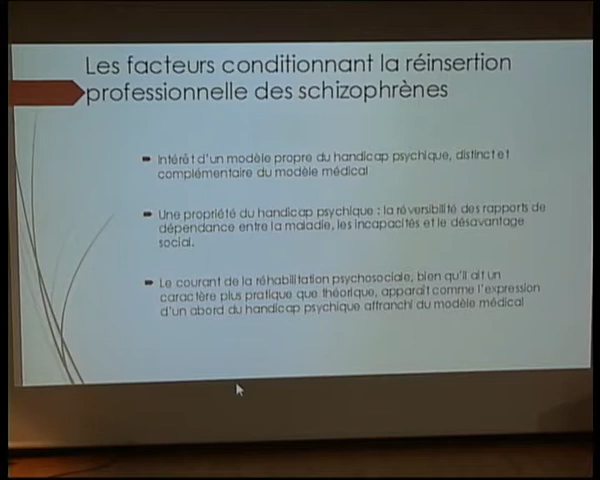 Les facteurs conditionnant la réinsertion
professionnelle des schizophrènes
Intérêt d'un modèle propre du handicap psychique, distinct et
complémentaire du modèle médical
Une propriété du handicap psychique : la réversibilité des rapports de
dépendance entre la maladie, les incapacités et le désavantage
social.
Le courant de la réhabilitation psychosociale, bien qu'il ait un
caractère plus pratique que théorique, apparaît comme l'expression
d'un abord du handicap psychique affranchi du modèle médical